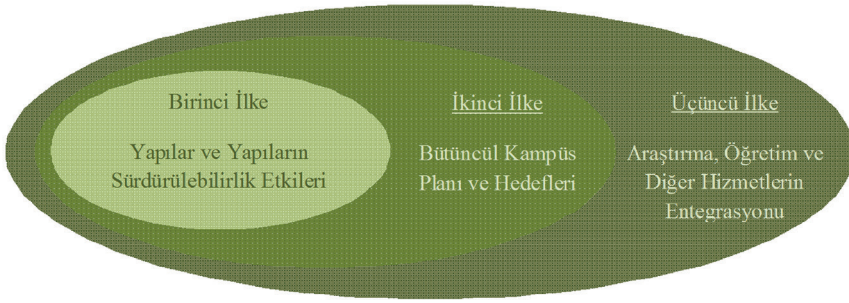 Birinci İlke
Yapılar ve Yapıların
Sürdürülebilirlik Etkileri
İkinci İlke
Bütüncül Kampüs
Planı ve Hedefleri
Üçüncü İlke
Araştırma, Öğretim ve
Diğer Hizmetlerin
Entegrasyonu